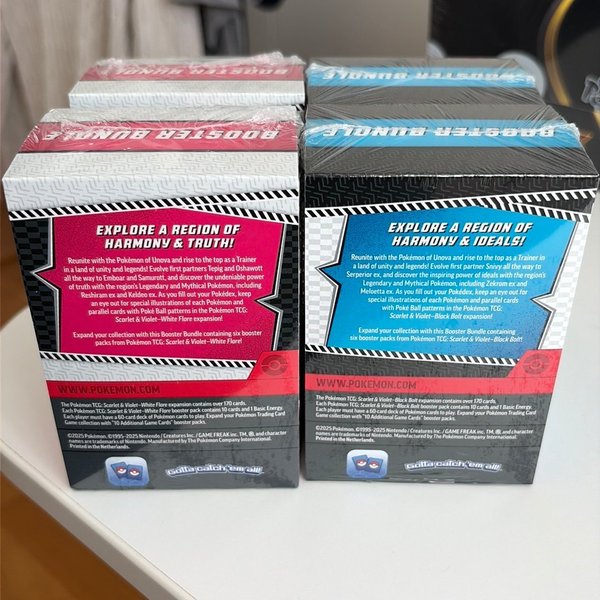 BOOSTER BUNDLE
BOOSTER BUNDLE
EXPLORE A REGION OF
HARMONY & TRUTH!
Reunite with the Pokémon of Unova and rise to the top as a Trainer
in a land of unity and legends! Evolve first partners Tepig and Oshawott
all the way to Emboar and Samurott, and discover the undeniable power
of truth with the region's Legendary and Mythical Pokémon, including
Reshiram ex and Keldeo ex. As you fill out your Pokédex, keep
an eye out for special illustrations of each Pokémon and
parallel cards with Poké Ball patterns in the Pokémon TCG:
Scarlet & Violet–White Flare expansion!
Expand your collection with this Booster Bundle containing six booster
packs from Pokémon TCG: Scarlet & Violet–White Flare!
WWW.POKEMON.COM
The Pokémon TCG: Scarlet & Violet–White Flare expansion contains over 170 cards.
Each Pokémon TCG: Scarlet & Violet–White Flare booster pack contains 10 cards and 1 Basic Energy.
Each player must have a 60-card deck of Pokémon cards to play. Expand your Pokémon Trading Card
Game collection with "10 Additional Game Cards" booster packs.
©2025 Pokémon. ©1995–2025 Nintendo / Creatures Inc. / GAME FREAK inc. TM, ®, and character
names are trademarks of Nintendo. Manufactured by The Pokémon Company International.
Printed in the Netherlands.
Gotta catch 'em all!
BOOSTER BUNDLE
BOOSTER BUNDLE
EXPLORE A REGION OF
HARMONY & IDEALS!
Reunite with the Pokémon of Unova and rise to the top as a Trainer
in a land of unity and legends! Evolve first partner Snivy all the way to
Serperior ex, and discover the inspiring power of ideals with the region's
Legendary and Mythical Pokémon, including Zekrom ex and
Meloetta ex. As you fill out your Pokédex, keep an eye out for
special illustrations of each Pokémon and parallel cards
with Poké Ball patterns in the Pokémon TCG:
Scarlet & Violet–Black Bolt expansion!
Expand your collection with this Booster Bundle containing
six booster packs from Pokémon TCG: Scarlet & Violet–Black Bolt!
WWW.POKEMON.COM
The Pokémon TCG: Scarlet & Violet–Black Bolt expansion contains over 170 cards.
Each Pokémon TCG: Scarlet & Violet–Black Bolt booster pack contains 10 cards and 1 Basic Energy.
Each player must have a 60-card deck of Pokémon cards to play. Expand your Pokémon Trading Card
Game collection with "10 Additional Game Cards" booster packs.
©2025 Pokémon. ©1995–2025 Nintendo / Creatures Inc. / GAME FREAK inc. TM, ®, and character
names are trademarks of Nintendo. Manufactured by The Pokémon Company International.
Printed in the Netherlands.
Gotta catch 'em all!